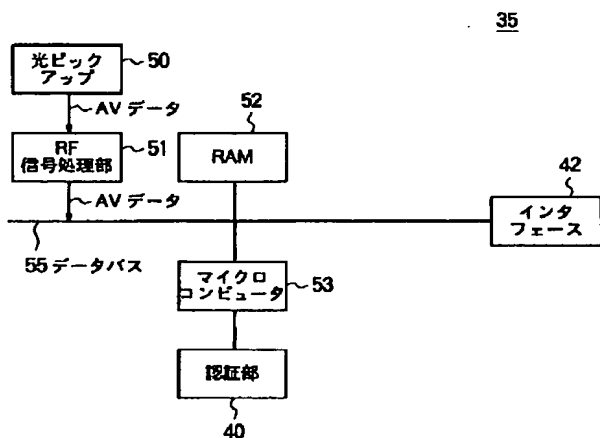 35
光ピック
アップ
50
AV データ
RF
信号処理部
51
52
RAM
AV データ
42
インタ
フェース
55 データバス
マイクロ
コンピュータ
53
認証部
40